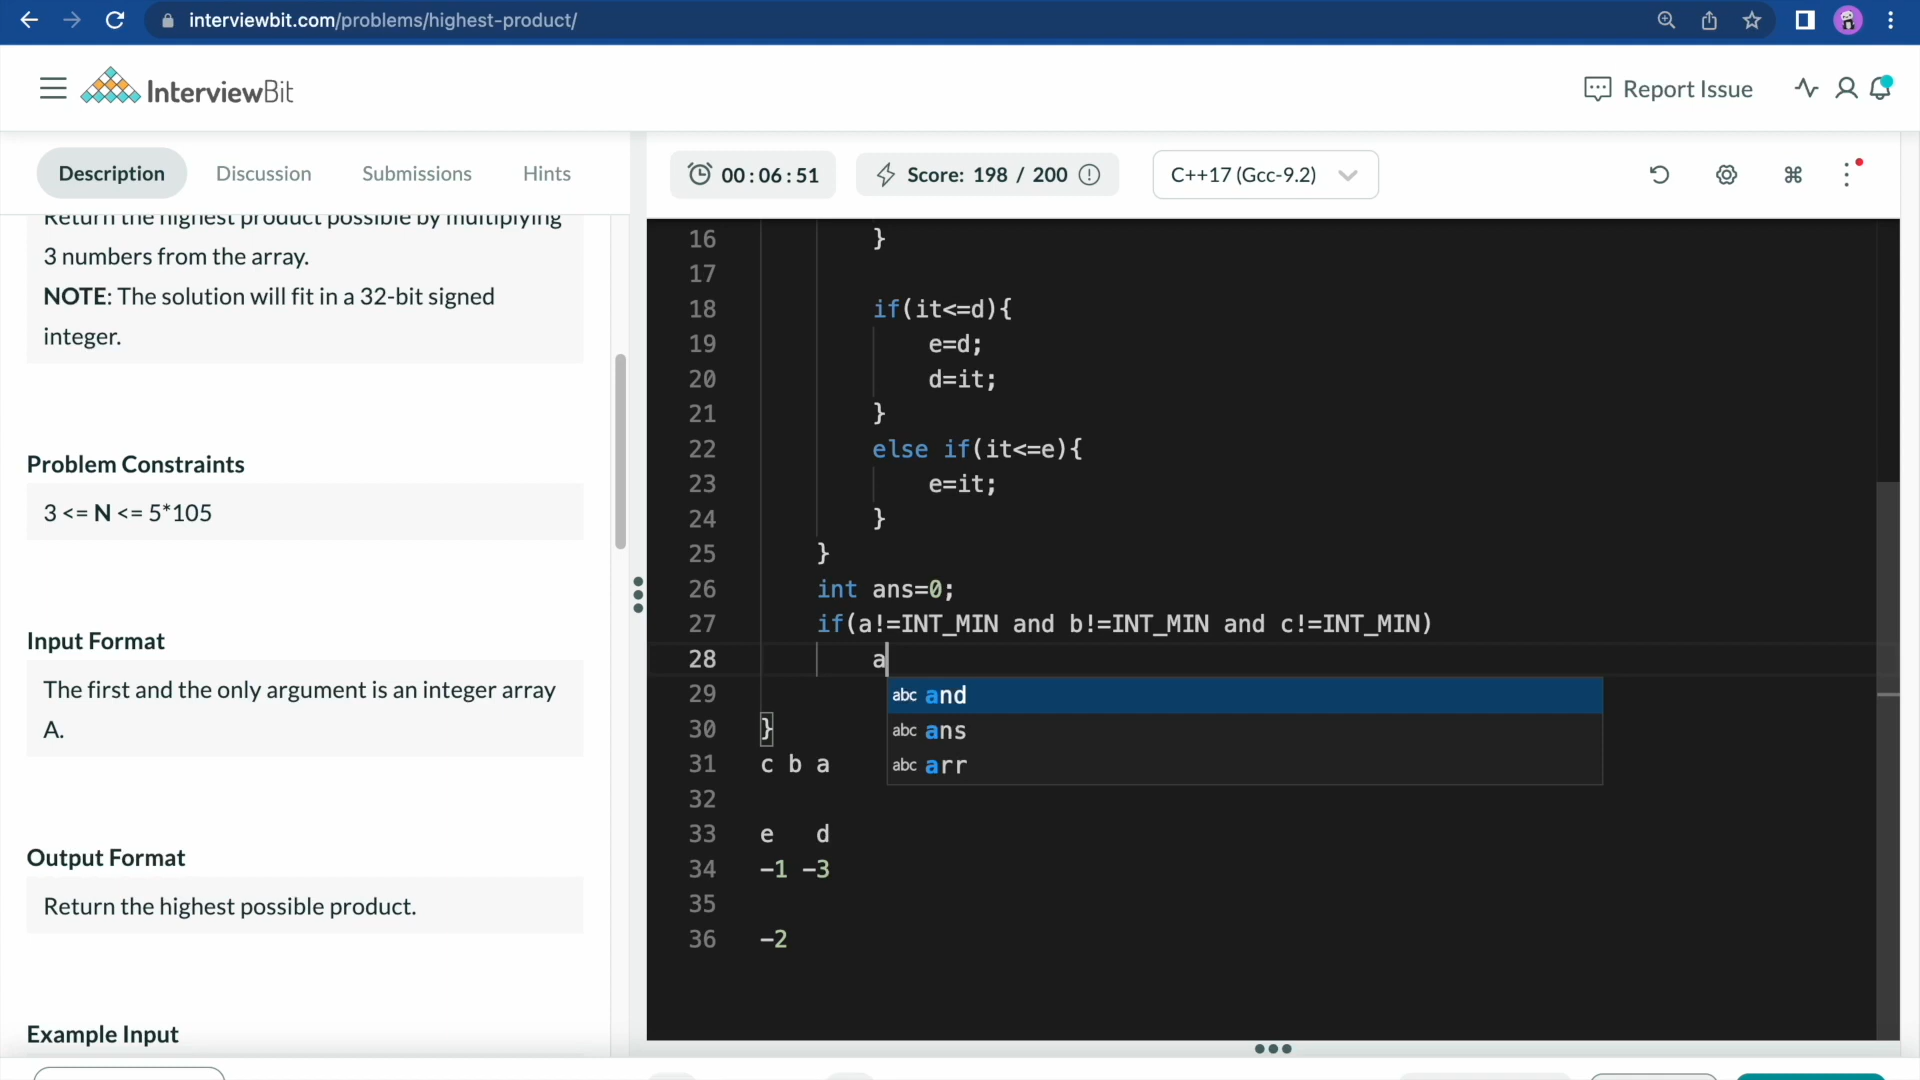 interviewbit.com/problems/highest-product/
InterviewBit
Report Issue
Description
Discussion
Submissions
Hints
00:06:51
Score: 198 / 200
C++17 (Gcc-9.2)
Return the highest product possible by multiplying
3 numbers from the array.
NOTE: The solution will fit in a 32-bit signed
integer.
Problem Constraints
3 <= N <= 5*105
Input Format
The first and the only argument is an integer array
A.
Output Format
Return the highest possible product.
Example Input
16 }
17
18 if(it<=d){
19 e=d;
20 d=it;
21 }
22 else if(it<=e){
23 e=it;
24 }
25 }
26 int ans=0;
27 if(a!=INT_MIN and b!=INT_MIN and c!=INT_MIN)
28 a
29 abc and
30 } abc ans
31 c b a abc arr
32
33 e d
34 -1 -3
35
36 -2